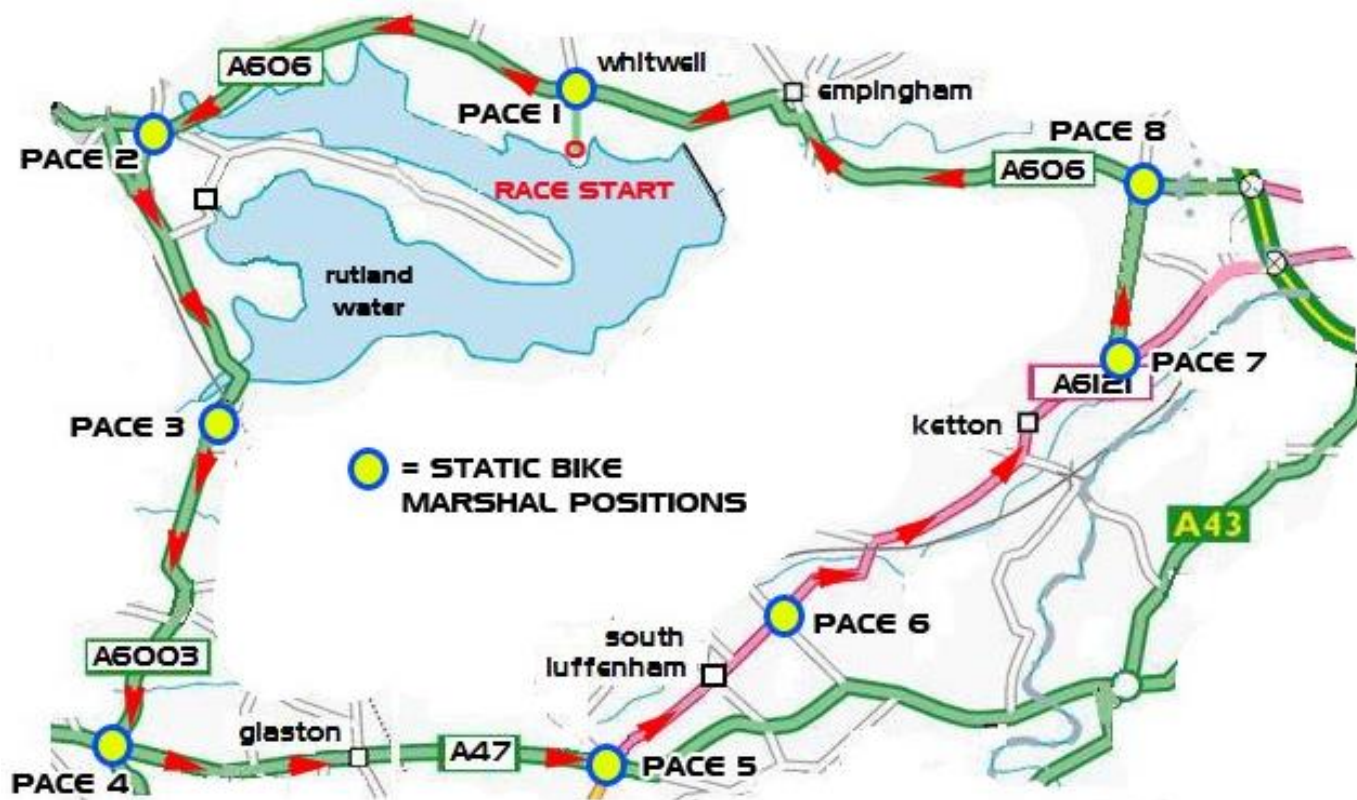 whitwell
A606
empingham
PACE 1
PACE 8
PACE 2
A606
RACE START
rutland
water
PACE 7
A6121
PACE 3
ketton
= STATIC BIKE
MARSHAL POSITIONS
A43
PACE 6
south
luffenham
A6003
glaston
A47
PACE 5
PACE 4